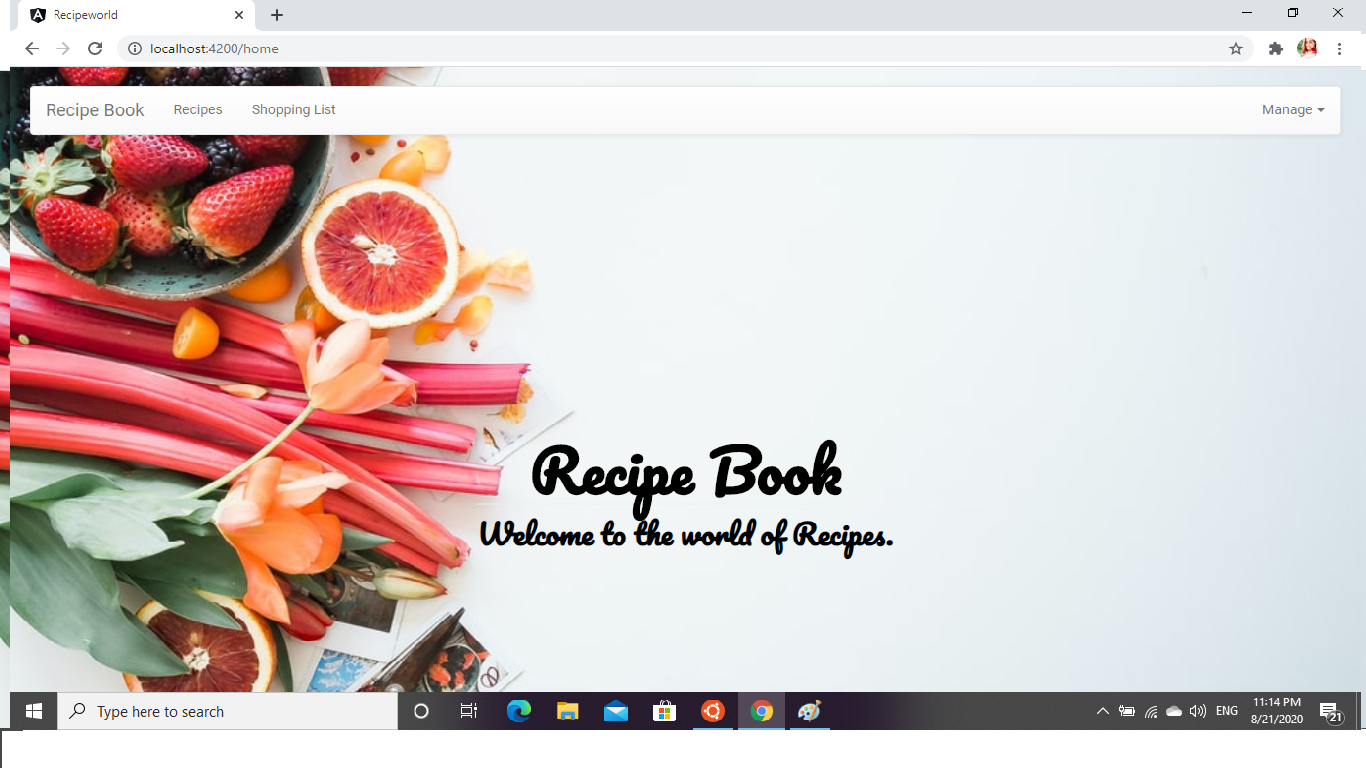 Recipeworld
localhost:4200/home
Recipe Book Recipes Shopping List Manage
Recipe Book
Welcome to the world of Recipes.
Type here to search
ENG
11:14 PM
8/21/2020
21